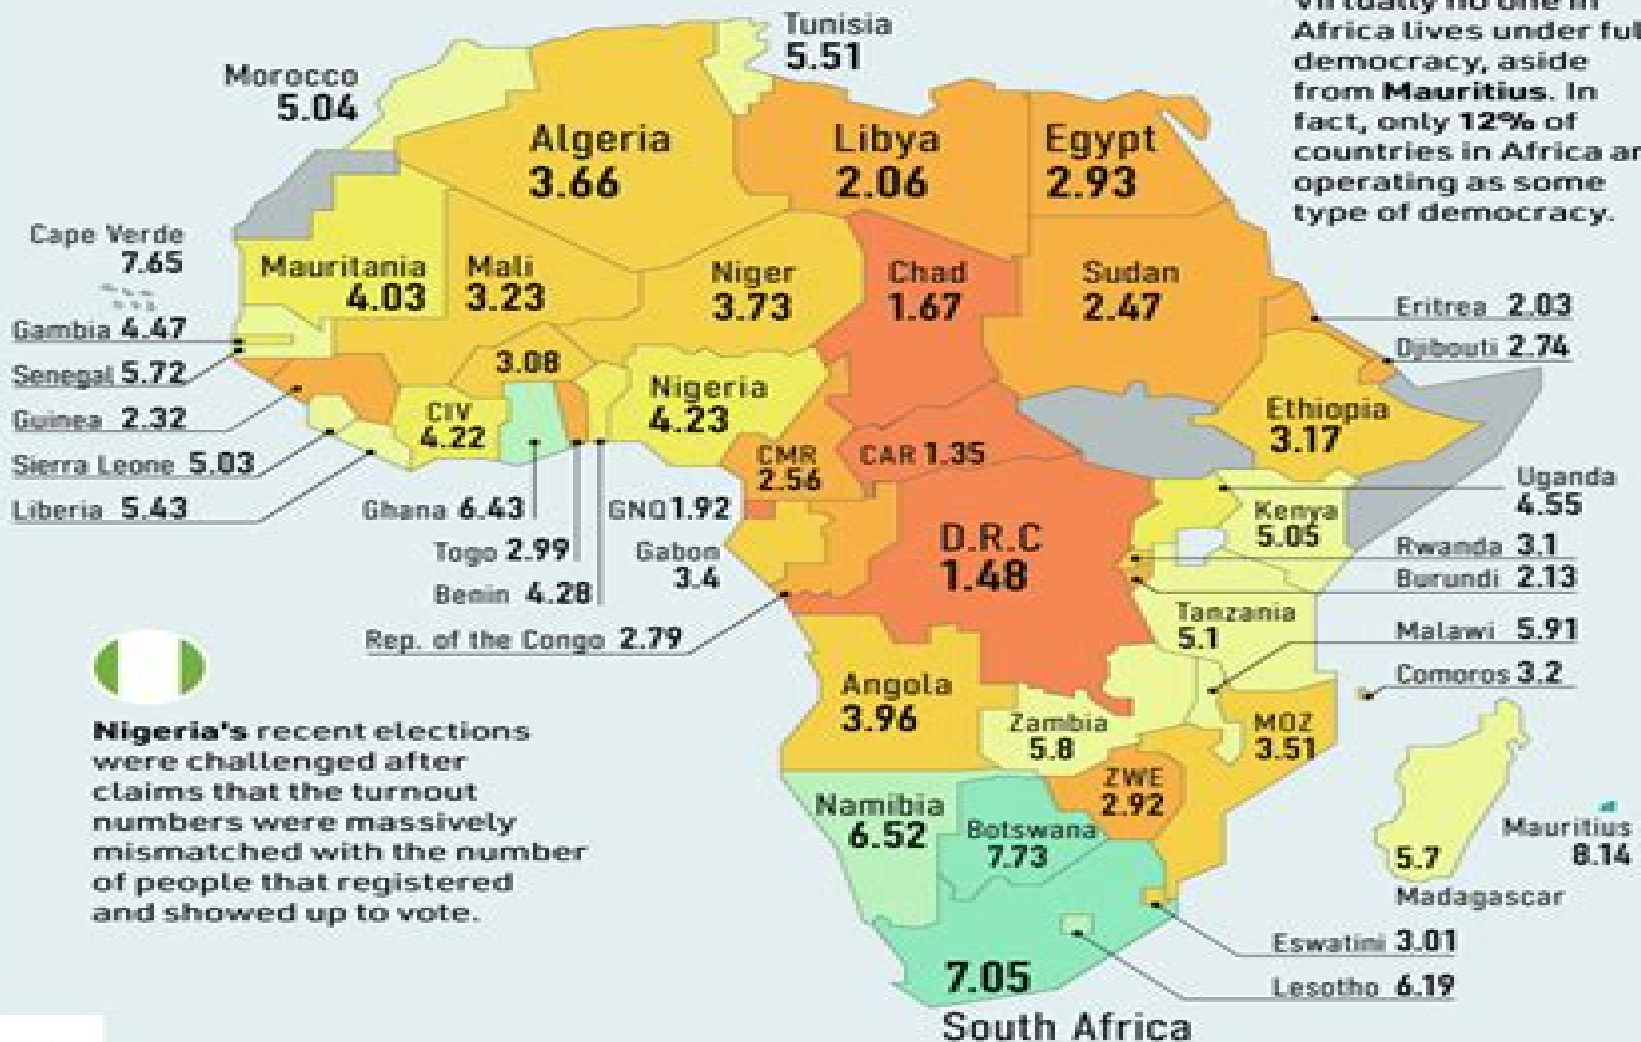 Virtually no one in
Africa lives under full
democracy, aside
from Mauritius. In
fact, only 12% of
countries in Africa are
operating as some
type of democracy.
Tunisia
5.51
Morocco
5.04
Algeria
3.66
Libya
2.06
Egypt
2.93
Cape Verde
7.65
Mauritania
4.03
Mali
3.23
Niger
3.73
Chad
1.67
Sudan
2.47
Eritrea 2.03
Djibouti 2.74
Gambia 4.47
Senegal 5.72
Guinea 2.32
Sierra Leone 5.03
Liberia 5.43
3.08
CIV
4.22
Nigeria
4.23
Ethiopia
3.17
CMR
2.56
CAR 1.35
Uganda
4.55
Kenya
5.05
Ghana 6.43
GNQ 1.92
Togo 2.99
Gabon
3.4
Benin 4.28
D.R.C
1.48
Rwanda 3.1
Burundi 2.13
Rep. of the Congo 2.79
Tanzania
5.1
Malawi 5.91
Comoros 3.2
Angola
3.96
Zambia
5.8
MOZ
3.51
ZWE
2.92
Namibia
6.52
Botswana
7.73
Mauritius
8.14
5.7
Madagascar
Eswatini 3.01
Lesotho 6.19
7.05
South Africa
Nigeria's recent elections
were challenged after
claims that the turnout
numbers were massively
mismatched with the number
of people that registered
and showed up to vote.